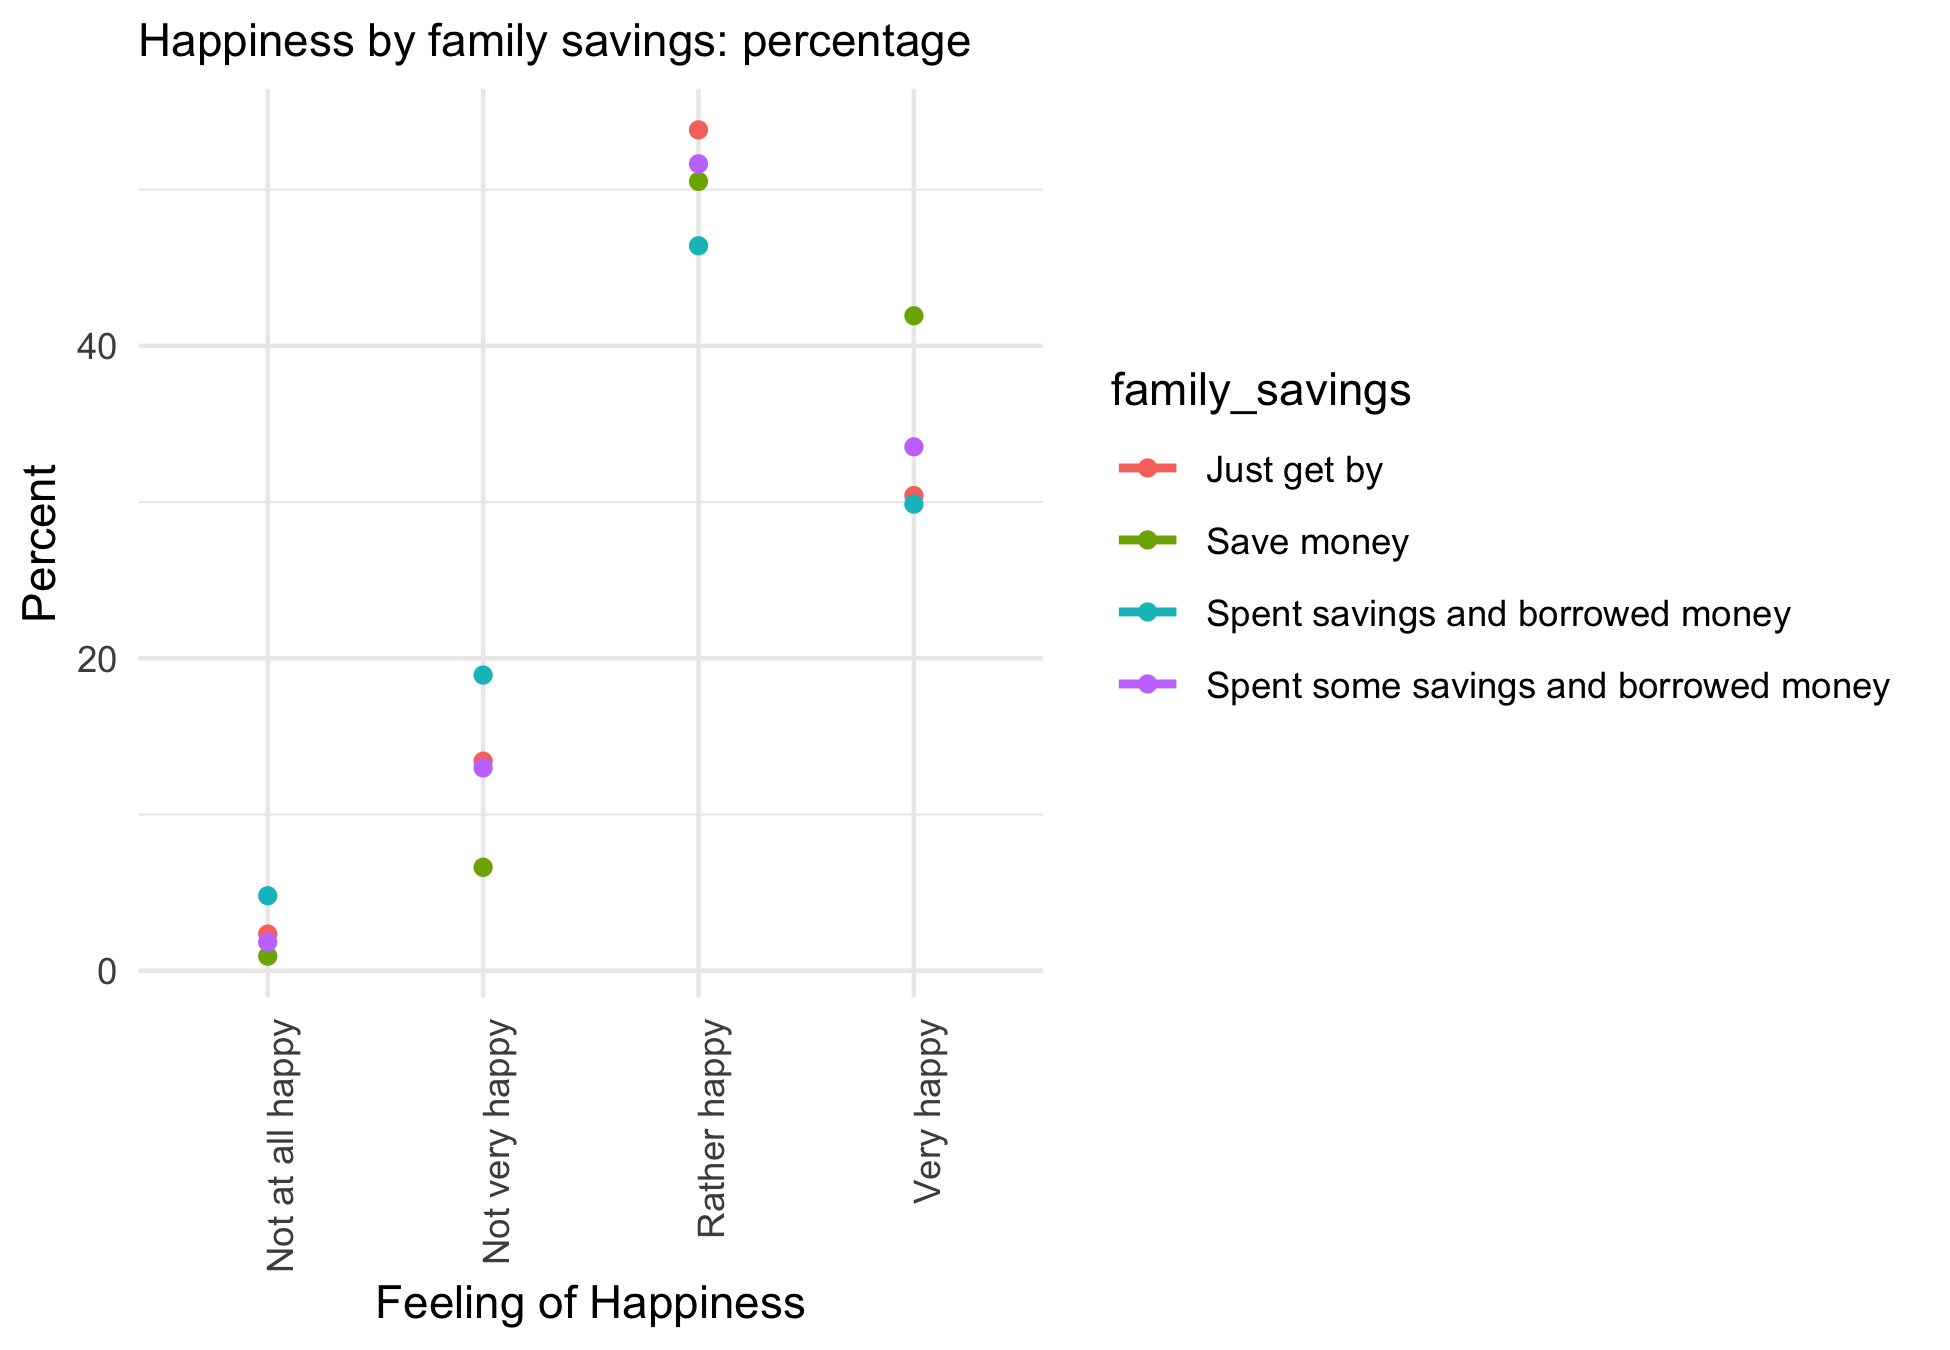 Happiness by family savings: percentage
Percent
40
20
0
Not at all happy
Not very happy
Rather happy
Very happy
Feeling of Happiness
family_savings
Just get by
Save money
Spent savings and borrowed money
Spent some savings and borrowed money